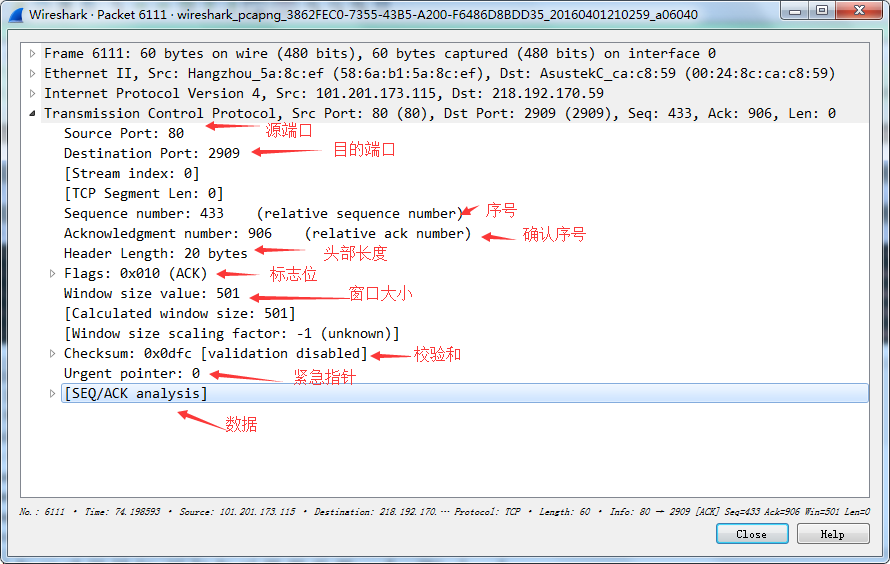 Wireshark · Packet 6111 · wireshark_pcapng_3862FEC0-7355-43B5-A200-F6486D8BDD35_20160401210259_a06040
Frame 6111: 60 bytes on wire (480 bits), 60 bytes captured (480 bits) on interface 0
Ethernet II, Src: Hangzhou_5a:8c:ef (58:6a:b1:5a:8c:ef), Dst: AsustekC_ca:c8:59 (00:24:8c:ca:c8:59)
Internet Protocol Version 4, Src: 101.201.173.115, Dst: 218.192.170.59
Transmission Control Protocol, Src Port: 80 (80), Dst Port: 2909 (2909), Seq: 433, Ack: 906, Len: 0
Source Port: 80 源端口
Destination Port: 2909 目的端口
[Stream index: 0]
[TCP Segment Len: 0]
Sequence number: 433 (relative sequence number) 序号
Acknowledgment number: 906 (relative ack number) 确认序号
Header Length: 20 bytes 头部长度
Flags: 0x010 (ACK) 标志位
Window size value: 501 窗口大小
[Calculated window size: 501]
[Window size scaling factor: -1 (unknown)]
Checksum: 0x0dfc [validation disabled] 校验和
Urgent pointer: 0 紧急指针
[SEQ/ACK analysis]
数据
No.: 6111 · Time: 74.198593 · Source: 101.201.173.115 · Destination: 218.192.170.… Protocol: TCP · Length: 60 · Info: 80 → 2909 [ACK] Seq=433 Ack=906 Win=501 Len=0
Close Help